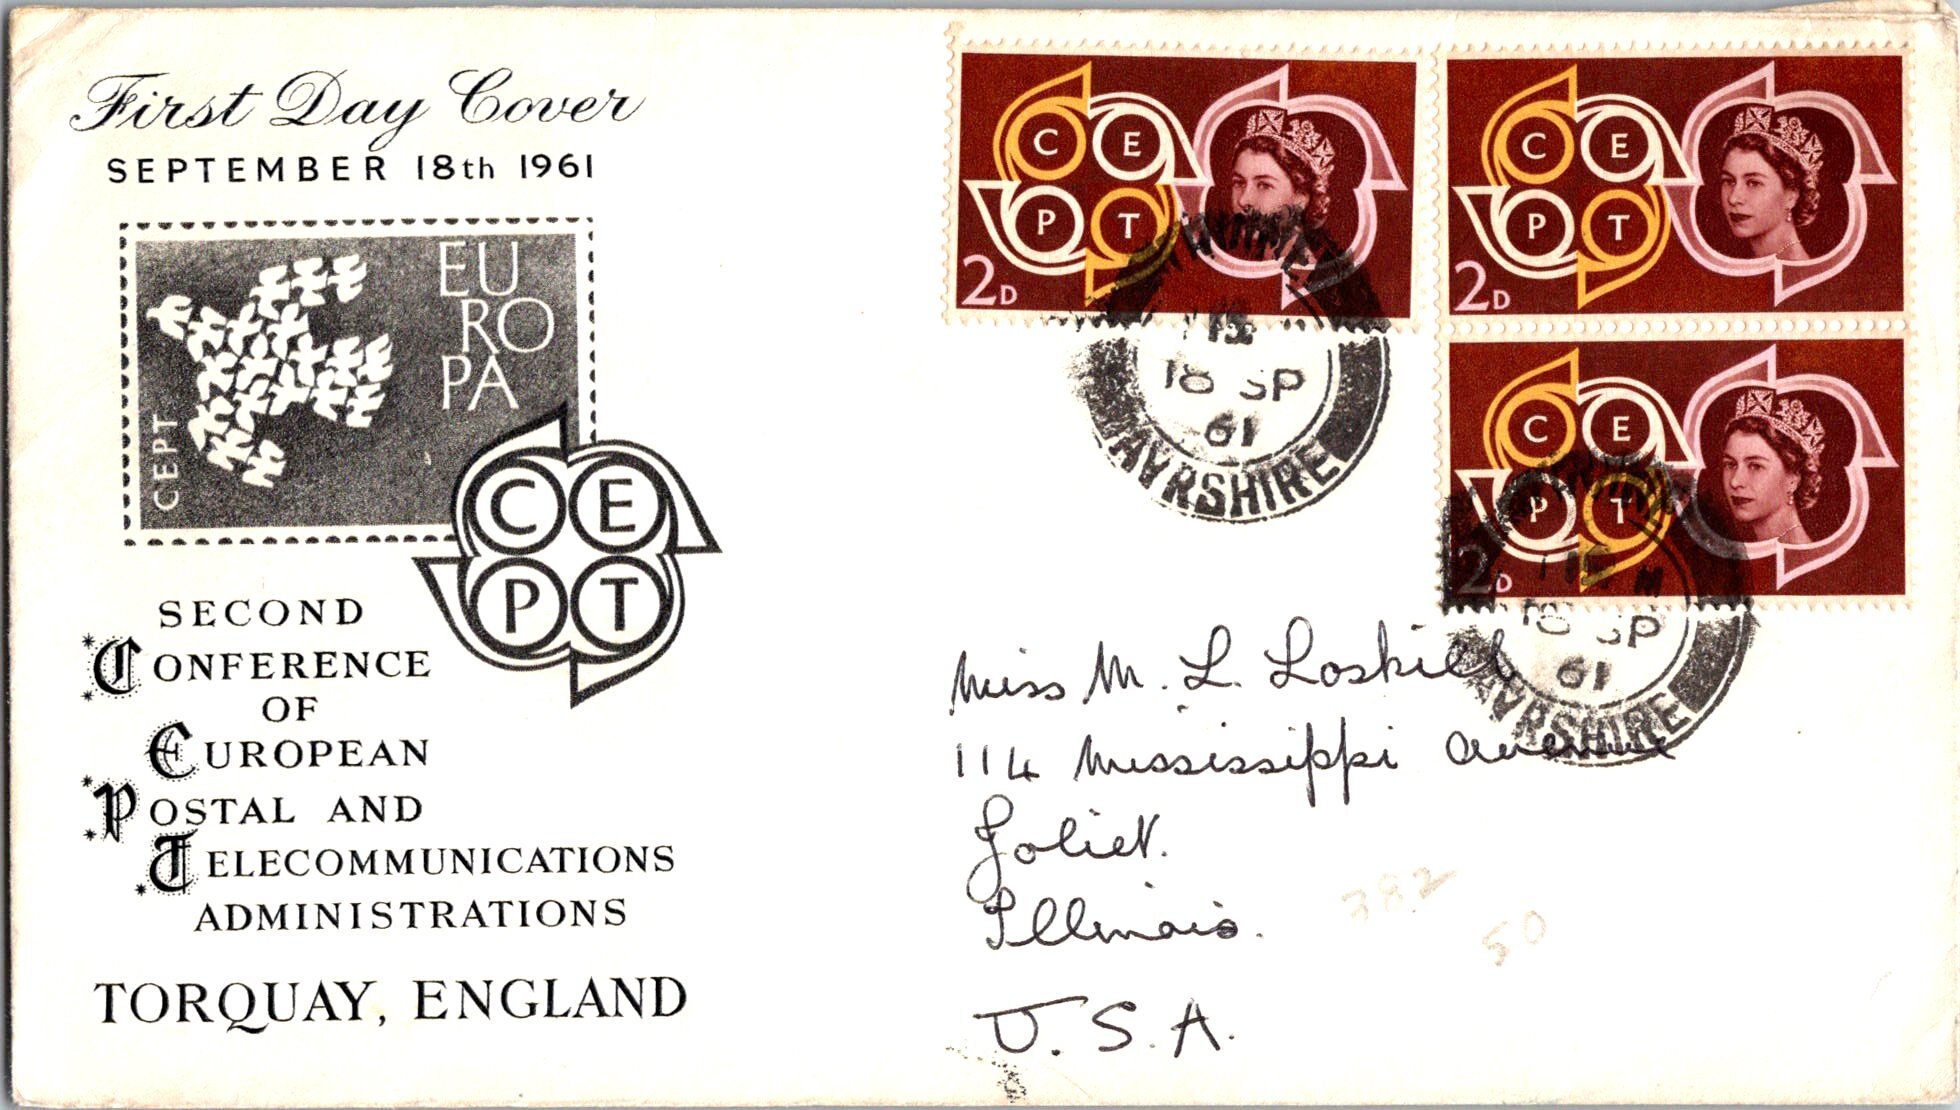 First Day Cover
SEPTEMBER 18th 1961
EU
RO
PA
CEPT
C E
P T
SECOND
CONFERENCE
OF
EUROPEAN
POSTAL AND
TELECOMMUNICATIONS
ADMINISTRATIONS
TORQUAY, ENGLAND
C E
P T
2D
C E
P T
2D
C E
P T
2D
18 SP
61
AYRSHIRE
18 SP
61
AYRSHIRE
Miss M. L. Loskill
114 Mississippi Avenue
Joliet.
Illinois.
U.S.A.
382
50